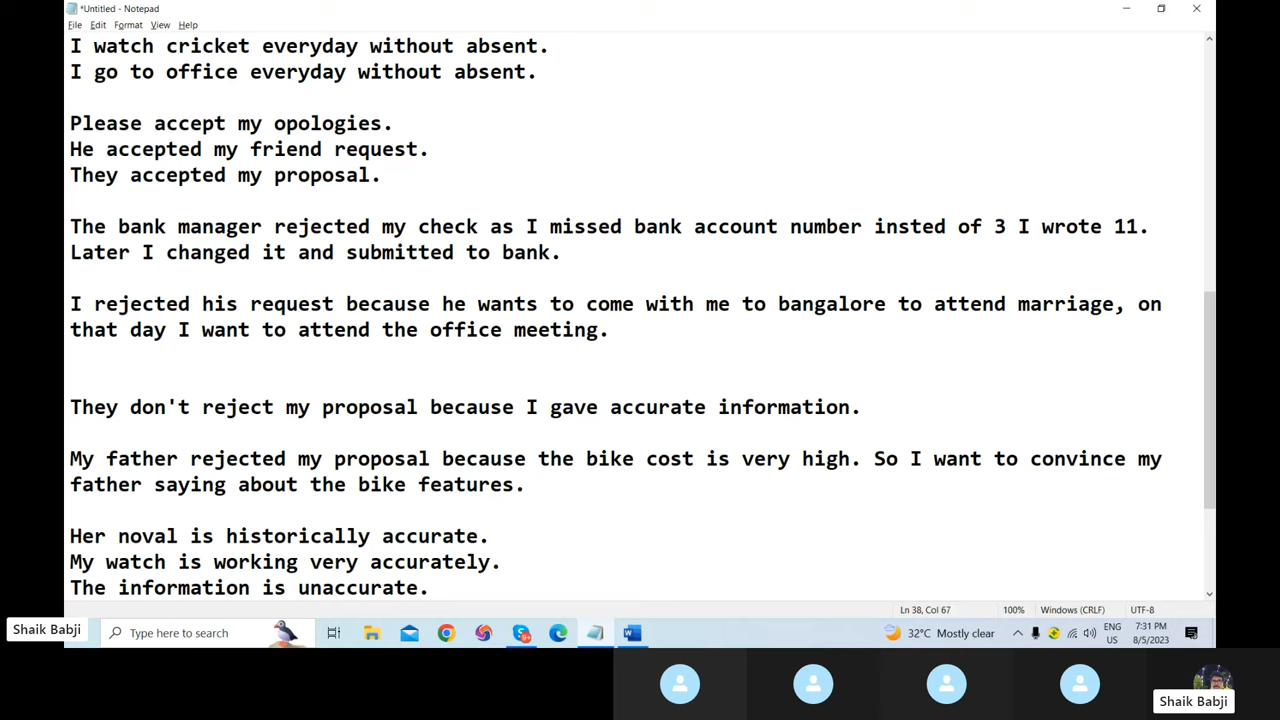 *Untitled - Notepad
File Edit Format View Help
I watch cricket everyday without absent.
I go to office everyday without absent.
Please accept my opologies.
He accepted my friend request.
They accepted my proposal.
The bank manager rejected my check as I missed bank account number insted of 3 I wrote 11.
Later I changed it and submitted to bank.
I rejected his request because he wants to come with me to bangalore to attend marriage, on
that day I want to attend the office meeting.
They don't reject my proposal because I gave accurate information.
My father rejected my proposal because the bike cost is very high. So I want to convince my
father saying about the bike features.
Her noval is historically accurate.
My watch is working very accurately.
The information is unaccurate.
Ln 38, Col 67 100% Windows (CRLF) UTF-8
Shaik Babji
Type here to search
32°C Mostly clear
ENG
US
7:31 PM
8/5/2023
Shaik Babji